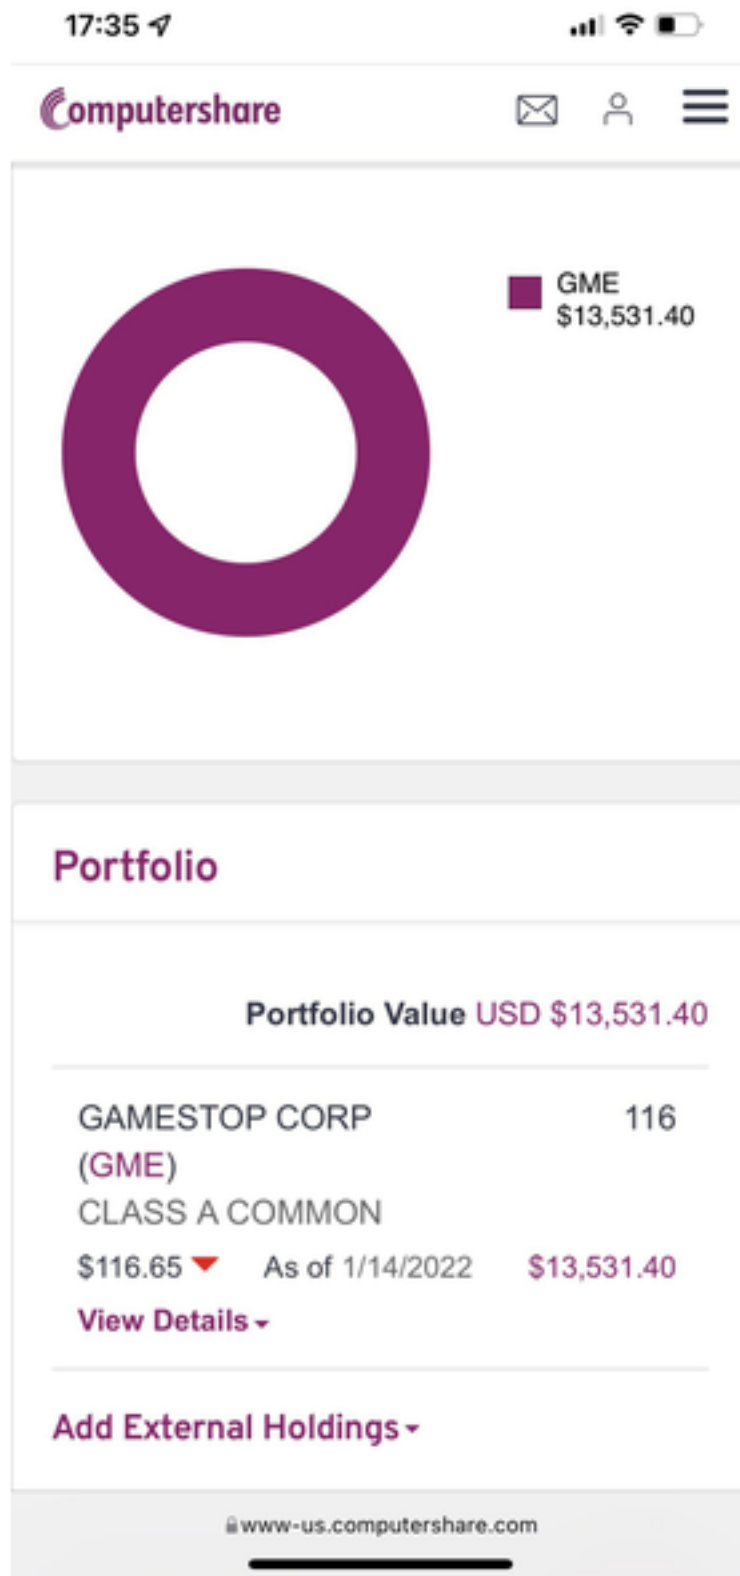 17:35
Computershare
GME
$13,531.40
Portfolio
Portfolio Value USD $13,531.40
GAMESTOP CORP 116
(GME)
CLASS A COMMON
$116.65 As of 1/14/2022 $13,531.40
View Details
Add External Holdings
www-us.computershare.com